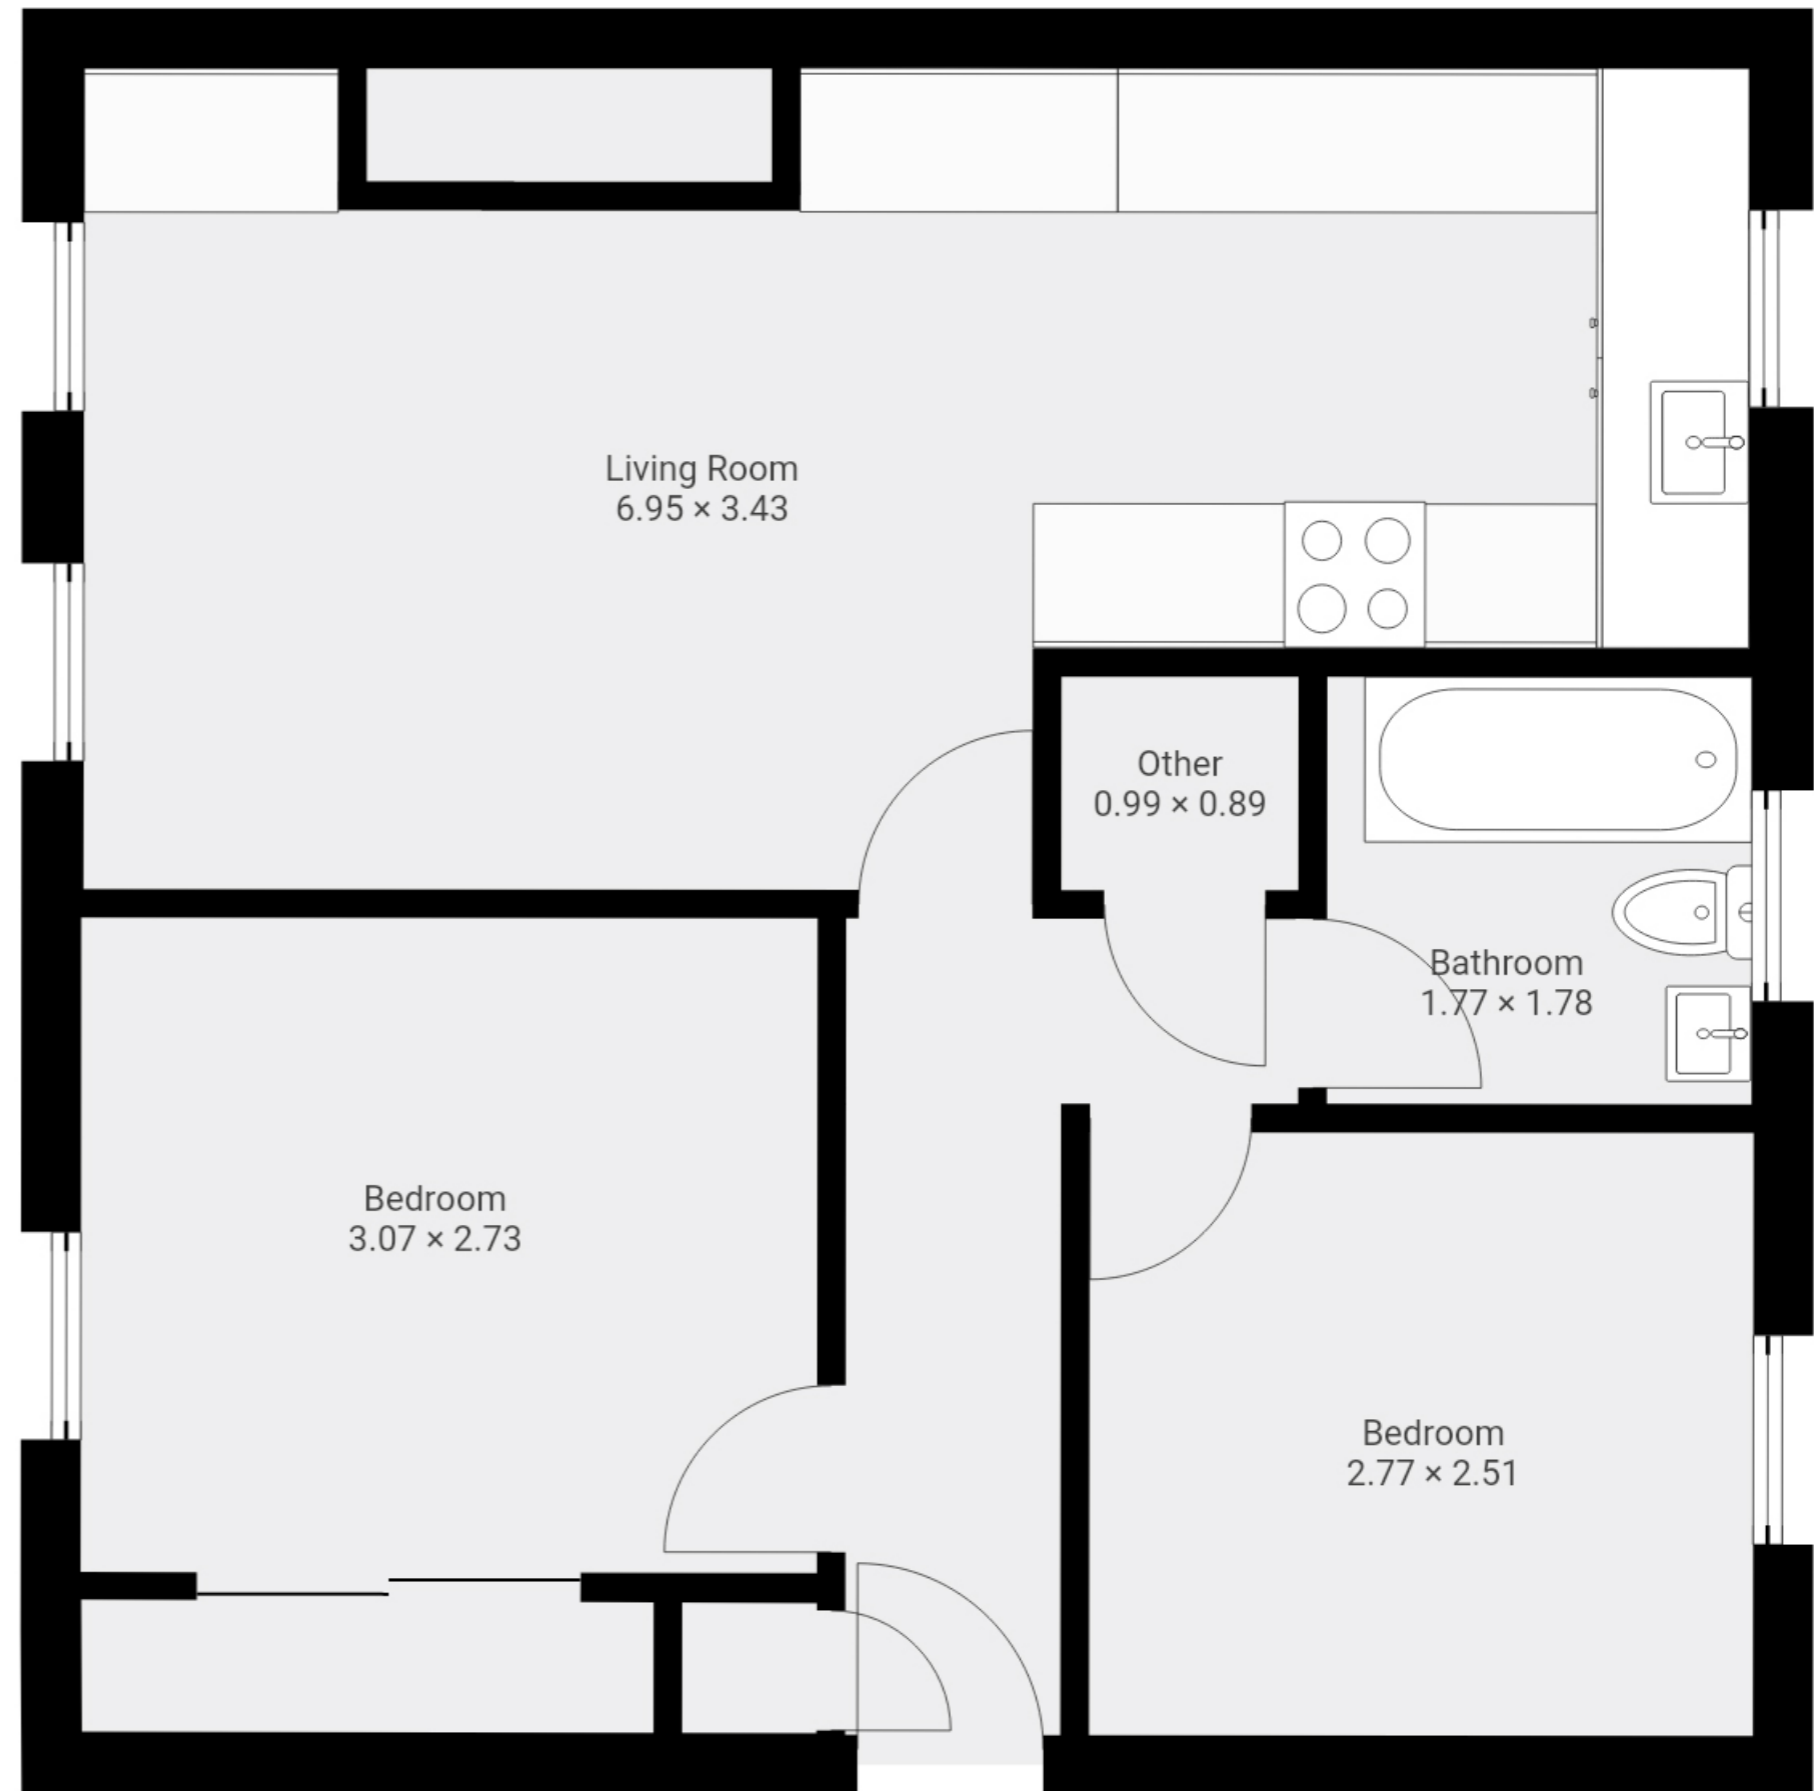 Living Room
6.95 × 3.43
Other
0.99 × 0.89
Bathroom
1.77 × 1.78
Bedroom
3.07 × 2.73
Bedroom
2.77 × 2.51